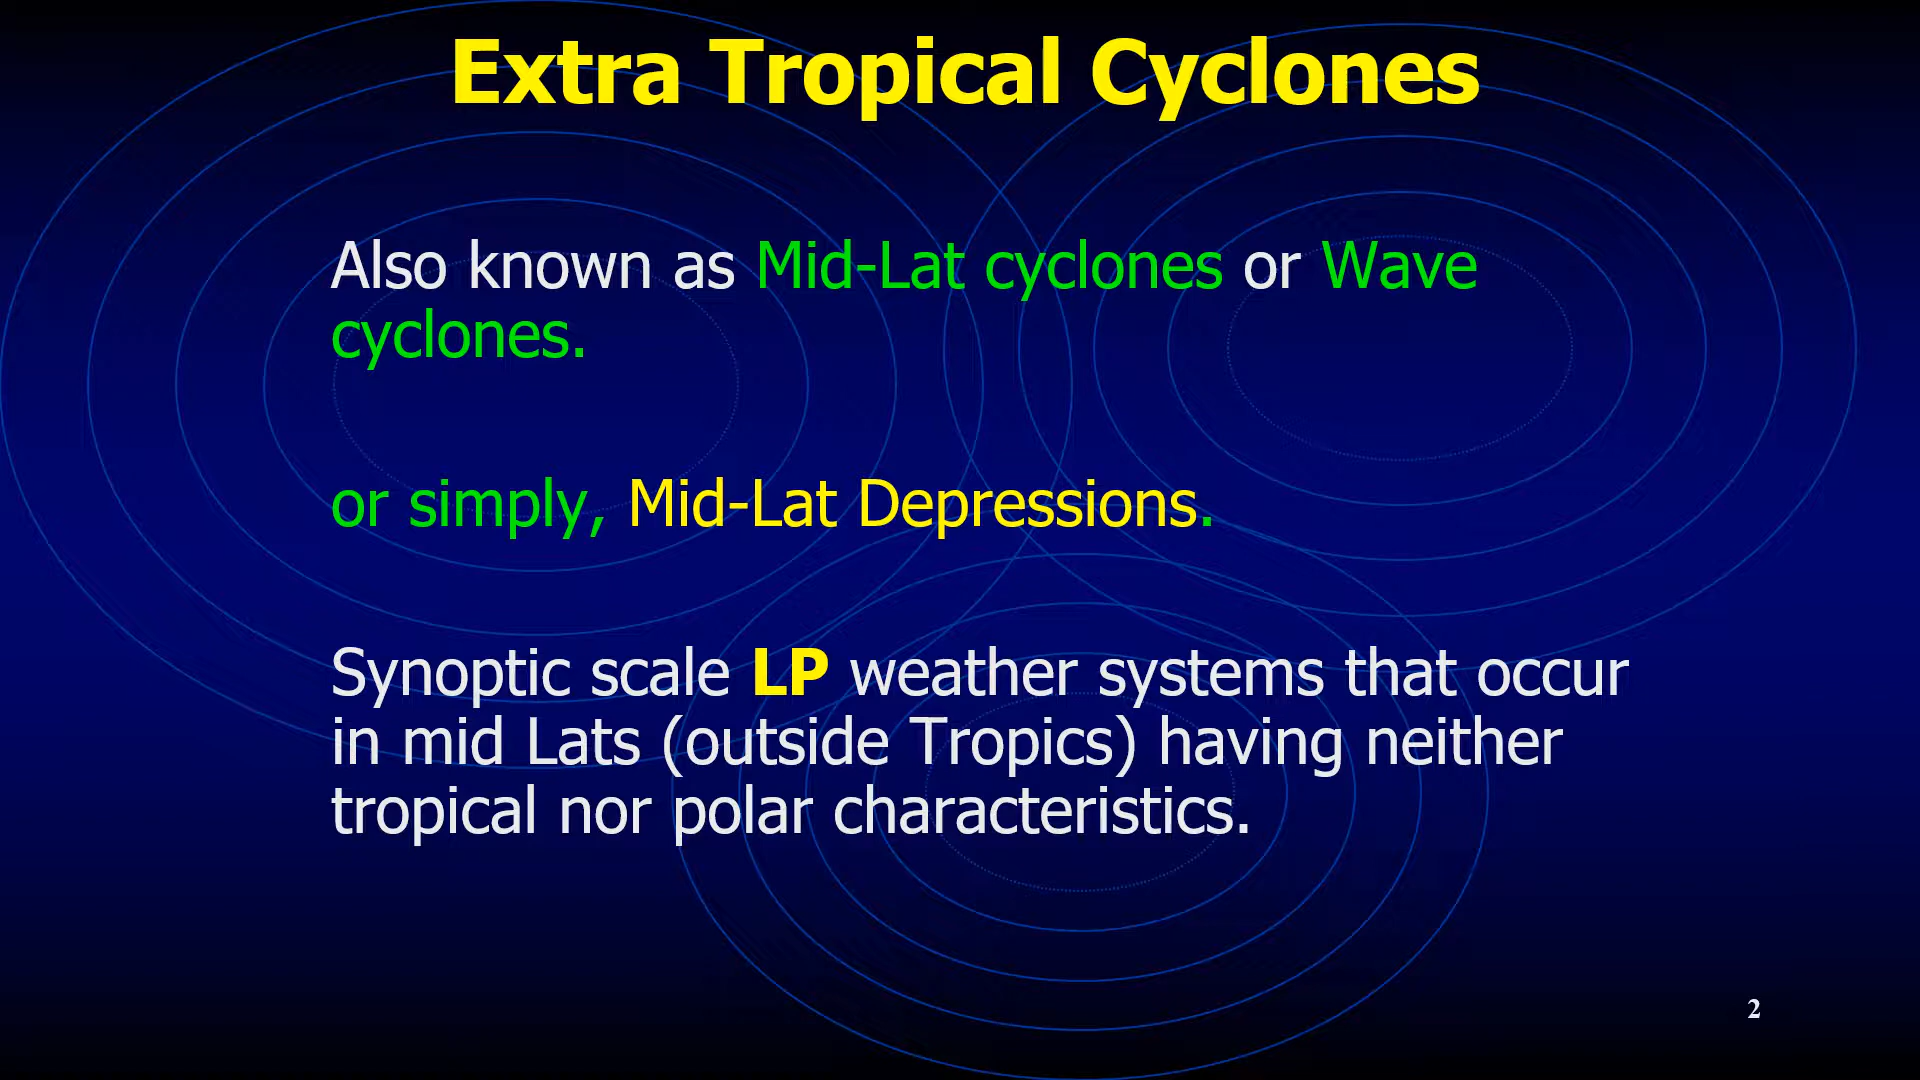 Extra Tropical Cyclones
Also known as Mid-Lat cyclones or Wave
cyclones.
or simply, Mid-Lat Depressions.
Synoptic scale LP weather systems that occur
in mid Lats (outside Tropics) having neither
tropical nor polar characteristics.
2